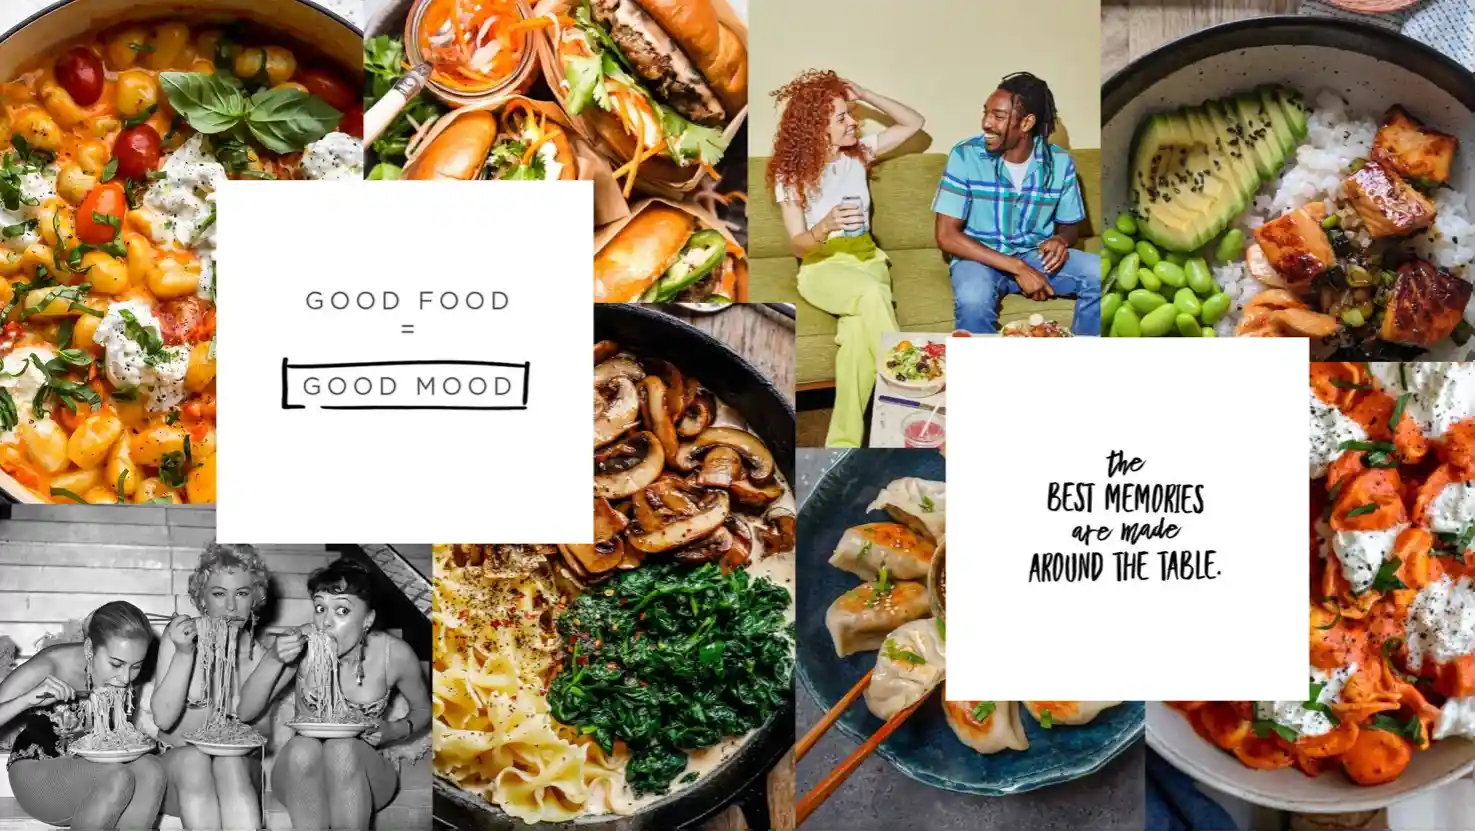 GOOD FOOD
=
GOOD MOOD
the
BEST MEMORIES
are made
AROUND THE TABLE.